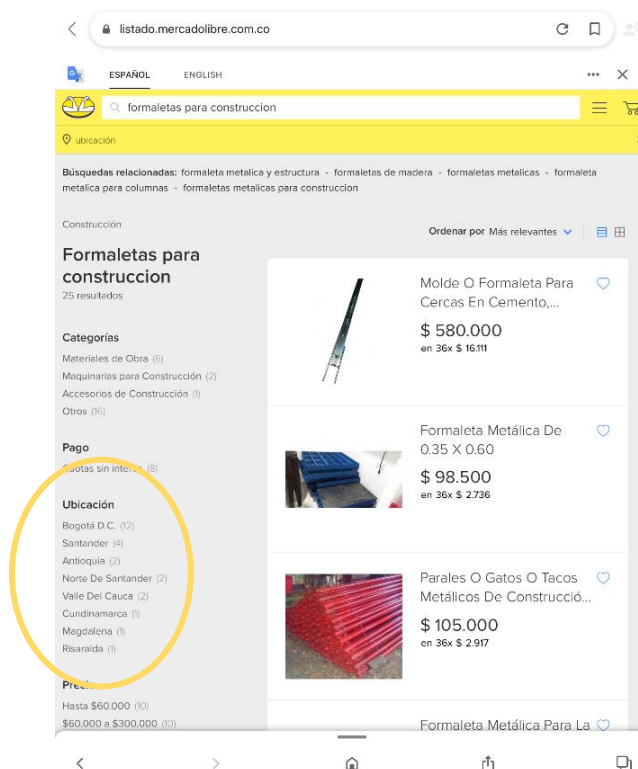 listado.mercadolibre.com.co
ESPAÑOL ENGLISH
formaletas para construccion
ubicación
Búsquedas relacionadas: formaleta metalica y estructura - formaletas de madera - formaletas metalicas - formaleta
metalica para columnas - formaletas metalicas para construccion
Construcción
Ordenar por Más relevantes
Formaletas para
construccion
25 resultados
Categorías
Materiales de Obra (6)
Maquinarias para Construcción (2)
Accesorios de Construcción (1)
Otros (16)
Pago
Cuotas sin interés (8)
Ubicación
Bogotá D.C. (12)
Santander (4)
Antioquia (2)
Norte De Santander (2)
Valle Del Cauca (2)
Cundinamarca (1)
Magdalena (1)
Risaralda (1)
Precio
Hasta $60.000 (10)
$60.000 a $300.000 (10)
Molde O Formaleta Para
Cercas En Cemento,...
$ 580.000
en 36x $ 16.111
Formaleta Metálica De
0.35 X 0.60
$ 98.500
en 36x $ 2.736
Parales O Gatos O Tacos
Metálicos De Construcció...
$ 105.000
en 36x $ 2.917
Formaleta Metálica Para La